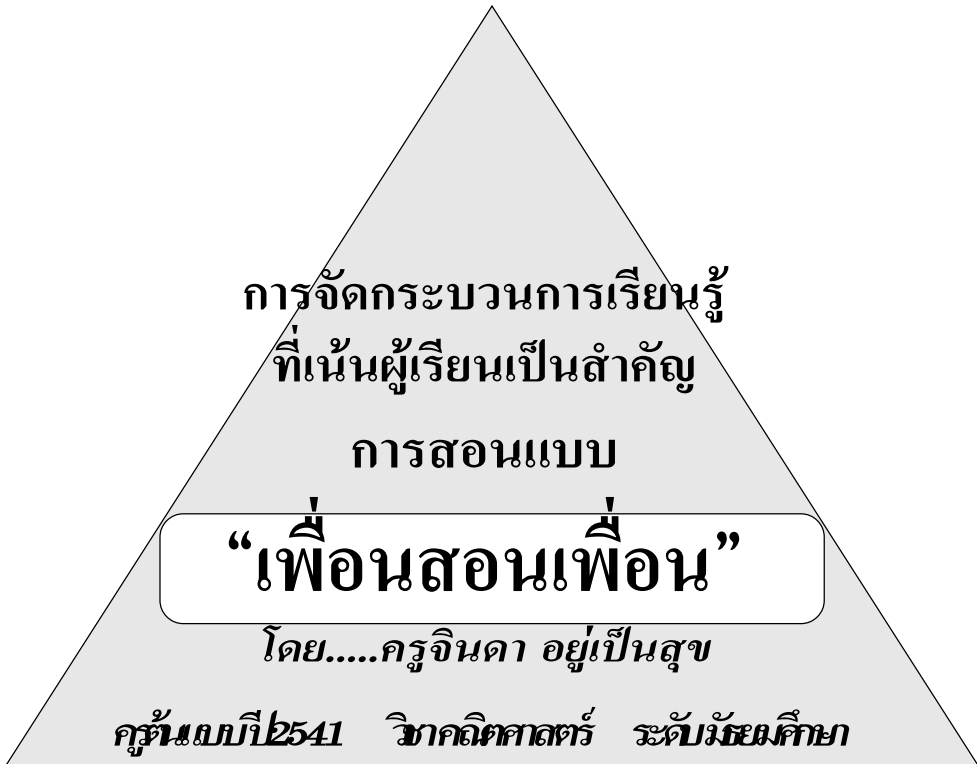 การจัดกระบวนการเรียนรู้
ที่เน้นผู้เรียนเป็นสำคัญ
การสอนแบบ
“เพื่อนสอนเพื่อน”
โดย.....ครูจินดา อยู่เป็นสุข
ครูต้นแบบปี2541 วิชาคณิตศาสตร์ ระดับมัธยมศึกษา